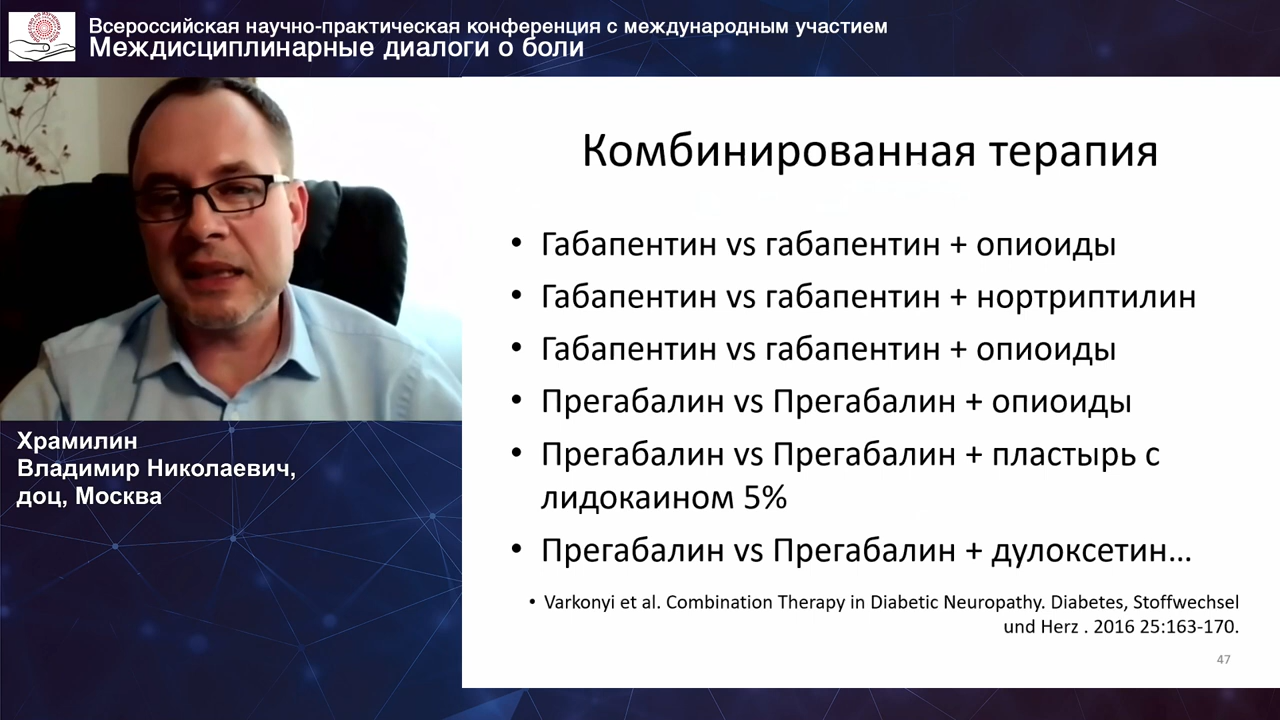 Всероссийская научно-практическая конференция с международным участием
Междисциплинарные диалоги о боли
Комбинированная терапия
• Габапентин vs габапентин + опиоиды
• Габапентин vs габапентин + нортриптилин
• Габапентин vs габапентин + опиоиды
• Прегабалин vs Прегабалин + опиоиды
• Прегабалин vs Прегабалин + пластырь с
лидокаином 5%
• Прегабалин vs Прегабалин + дулоксетин...
• Varkonyi et al. Combination Therapy in Diabetic Neuropathy. Diabetes, Stoffwechsel
und Herz . 2016 25:163-170.
47
Храмилин
Владимир Николаевич,
доц, Москва